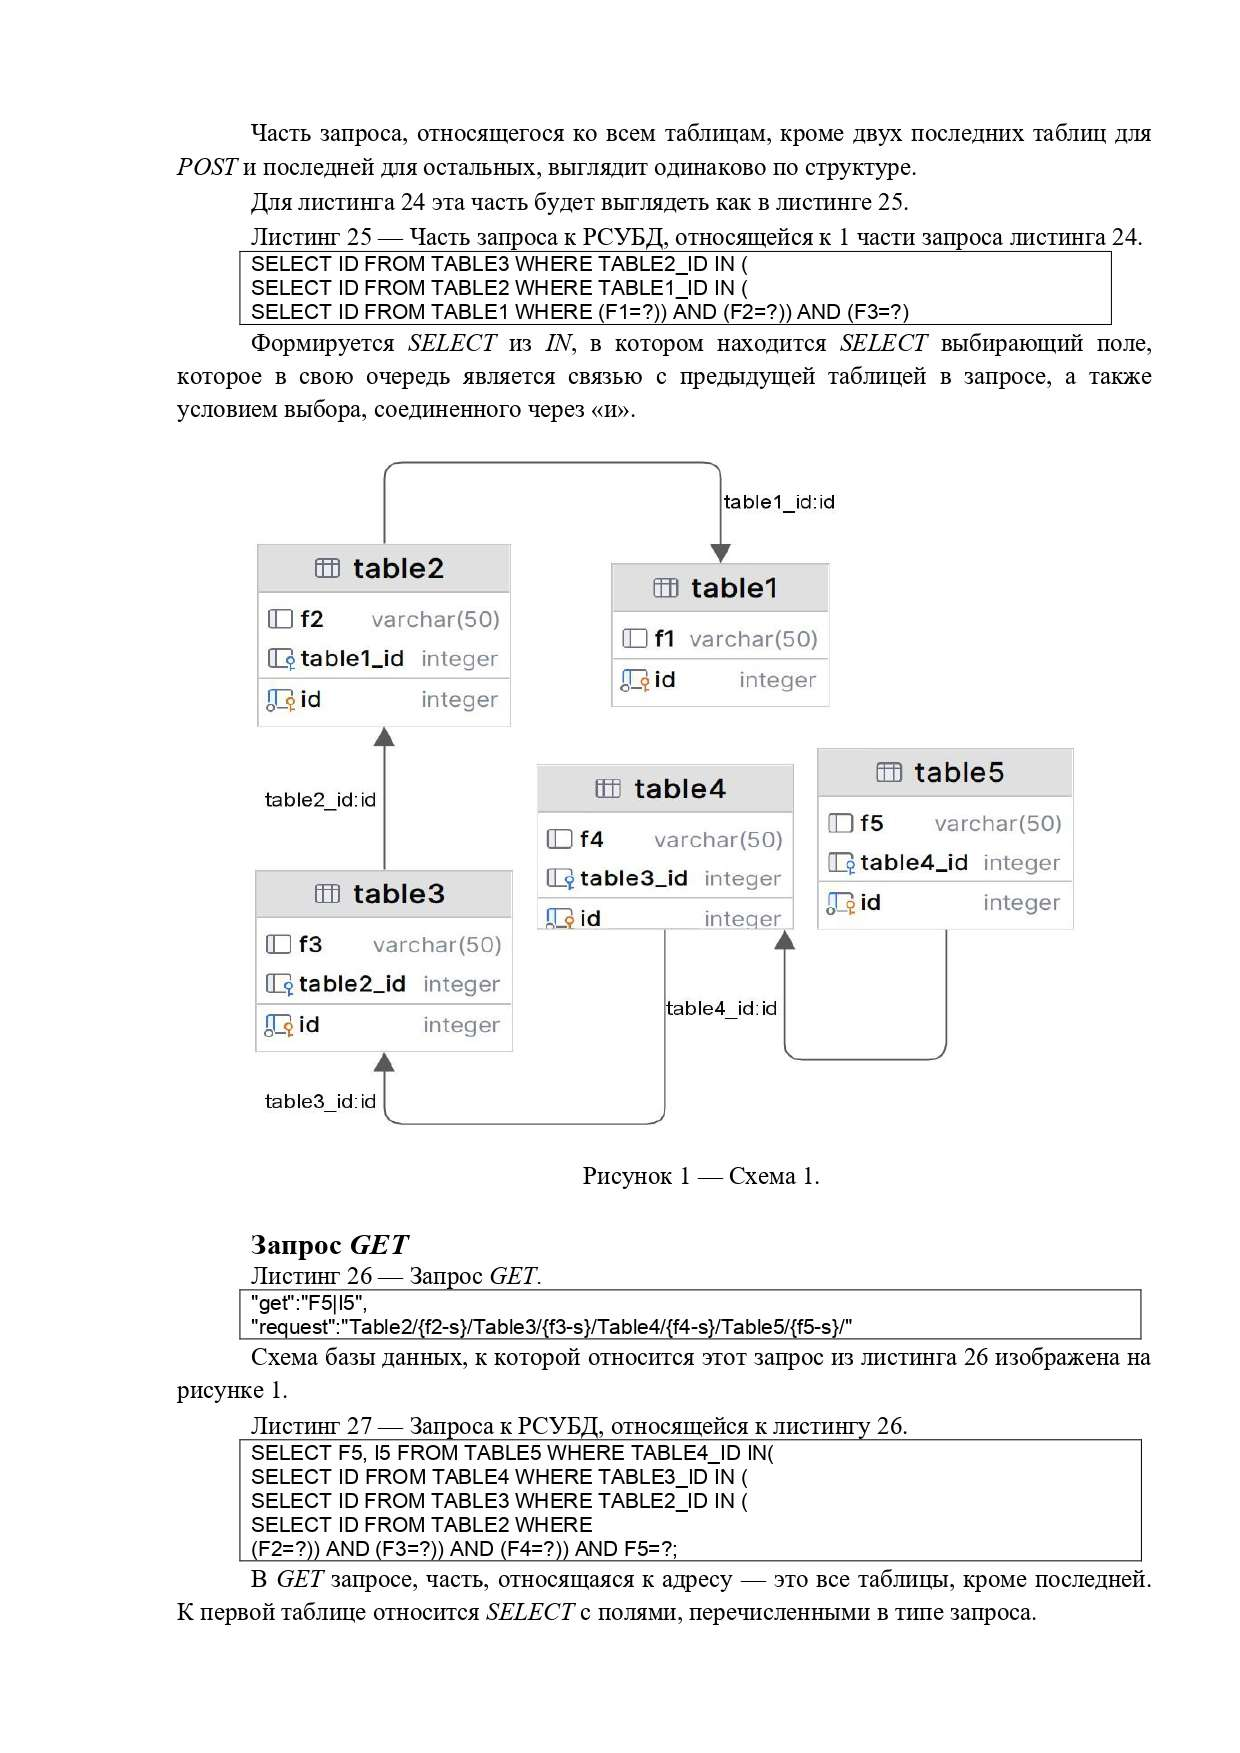 Часть запроса, относящегося ко всем таблицам, кроме двух последних таблиц для
POST и последней для остальных, выглядит одинаково по структуре.
Для листинга 24 эта часть будет выглядеть как в листинге 25.
Листинг 25 — Часть запроса к РСУБД, относящейся к 1 части запроса листинга 24.
SELECT ID FROM TABLE3 WHERE TABLE2_ID IN (
SELECT ID FROM TABLE2 WHERE TABLE1_ID IN (
SELECT ID FROM TABLE1 WHERE (F1=?)) AND (F2=?)) AND (F3=?)
Формируется SELECT из IN, в котором находится SELECT выбирающий поле,
которое в свою очередь является связью с предыдущей таблицей в запросе, а также
условием выбора, соединенного через «и».
table1_id:id
table2
f2 varchar(50)
table1_id integer
id integer
table1
f1 varchar(50)
id integer
table2_id:id
table4
f4 varchar(50)
table3_id integer
id integer
table5
f5 varchar(50)
table4_id integer
id integer
table3
f3 varchar(50)
table2_id integer
id integer
table4_id:id
table3_id:id
Рисунок 1 — Схема 1.
Запрос GET
Листинг 26 — Запрос GET.
"get":"F5|I5",
"request":"Table2/{f2-s}/Table3/{f3-s}/Table4/{f4-s}/Table5/{f5-s}/"
Схема базы данных, к которой относится этот запрос из листинга 26 изображена на
рисунке 1.
Листинг 27 — Запроса к РСУБД, относящейся к листингу 26.
SELECT F5, I5 FROM TABLE5 WHERE TABLE4_ID IN(
SELECT ID FROM TABLE4 WHERE TABLE3_ID IN (
SELECT ID FROM TABLE3 WHERE TABLE2_ID IN (
SELECT ID FROM TABLE2 WHERE
(F2=?)) AND (F3=?)) AND (F4=?)) AND F5=?;
В GET запросе, часть, относящаяся к адресу — это все таблицы, кроме последней.
К первой таблице относится SELECT с полями, перечисленными в типе запроса.